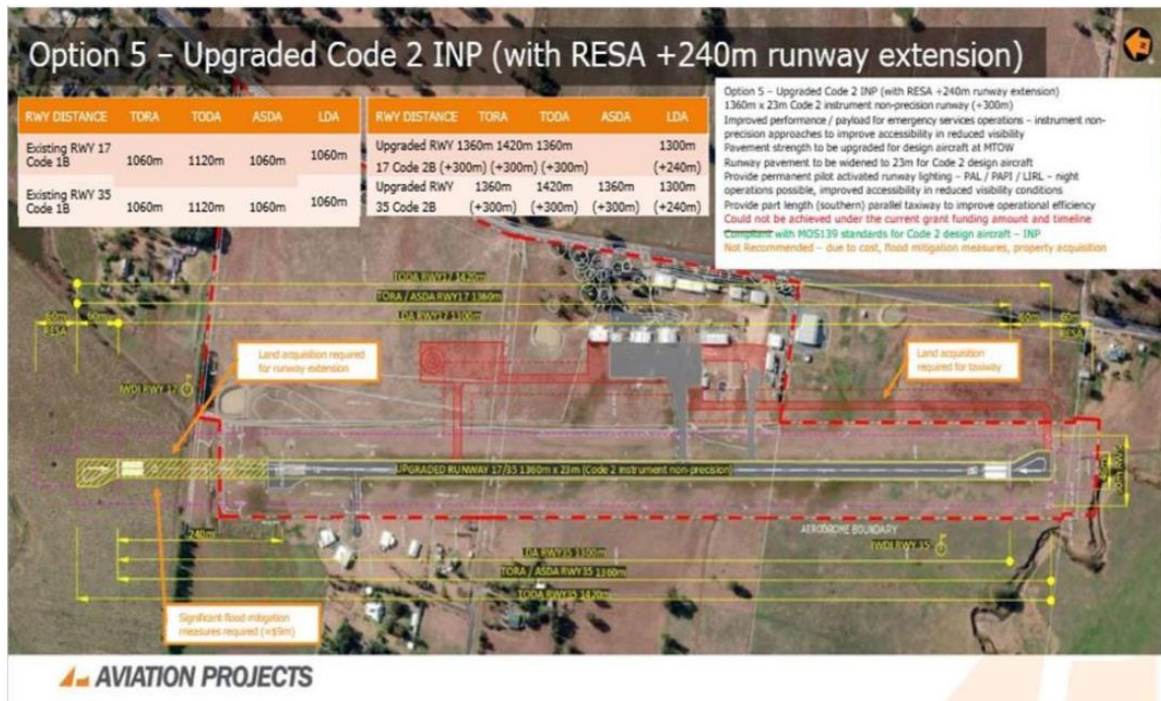 Option 5 – Upgraded Code 2 INP (with RESA +240m runway extension)
RWY DISTANCE TORA TODA ASDA LDA
Existing RWY 17 Code 1B 1060m 1120m 1060m 1060m
Existing RWY 35 Code 1B 1060m 1120m 1060m 1060m
RWY DISTANCE TORA TODA ASDA LDA
Upgraded RWY 1360m 1420m 1360m 1300m
17 Code 2B (+300m) (+300m) (+300m) (+240m)
Upgraded RWY 1360m 1420m 1360m 1300m
35 Code 2B (+300m) (+300m) (+300m) (+240m)
Option 5 – Upgraded Code 2 INP (with RESA +240m runway extension)
1360m x 23m Code 2 instrument non-precision runway (+300m)
Improved performance / payload for emergency services operations – instrument non-
precision approaches to improve accessibility in reduced visibility
Pavement strength to be upgraded for design aircraft at MTOW
Runway pavement to be widened to 23m for Code 2 design aircraft
Provide permanent pilot activated runway lighting – PAL / PAPI / LIRL – night
operations possible, improved accessibility in reduced visibility conditions
Provide part length (southern) parallel taxiway to improve operational efficiency
Could not be achieved under the current grant funding amount and timeline
Compliant with MOS139 standards for Code 2 design aircraft – INP
Not Recommended – due to cost, flood mitigation measures, property acquisition
TODA RWY17 1420m
TORA / ASDA RWY17 1360m
LDA RWY17 1300m
60m 60m
RESA
60m 60m
RESA
Land acquisition required
for runway extension
Land acquisition
required for taxiway
IWDI RWY 17
UPGRADED RUNWAY 17/35 1360m x 23m (Code 2 instrument non-precision)
AERODROME BOUNDARY
240m
IWDI RWY 35
LDA RWY35 1300m
TORA / ASDA RWY35 1360m
TODA RWY35 1420m
Significant flood mitigation
measures required (>$9m)
AVIATION PROJECTS